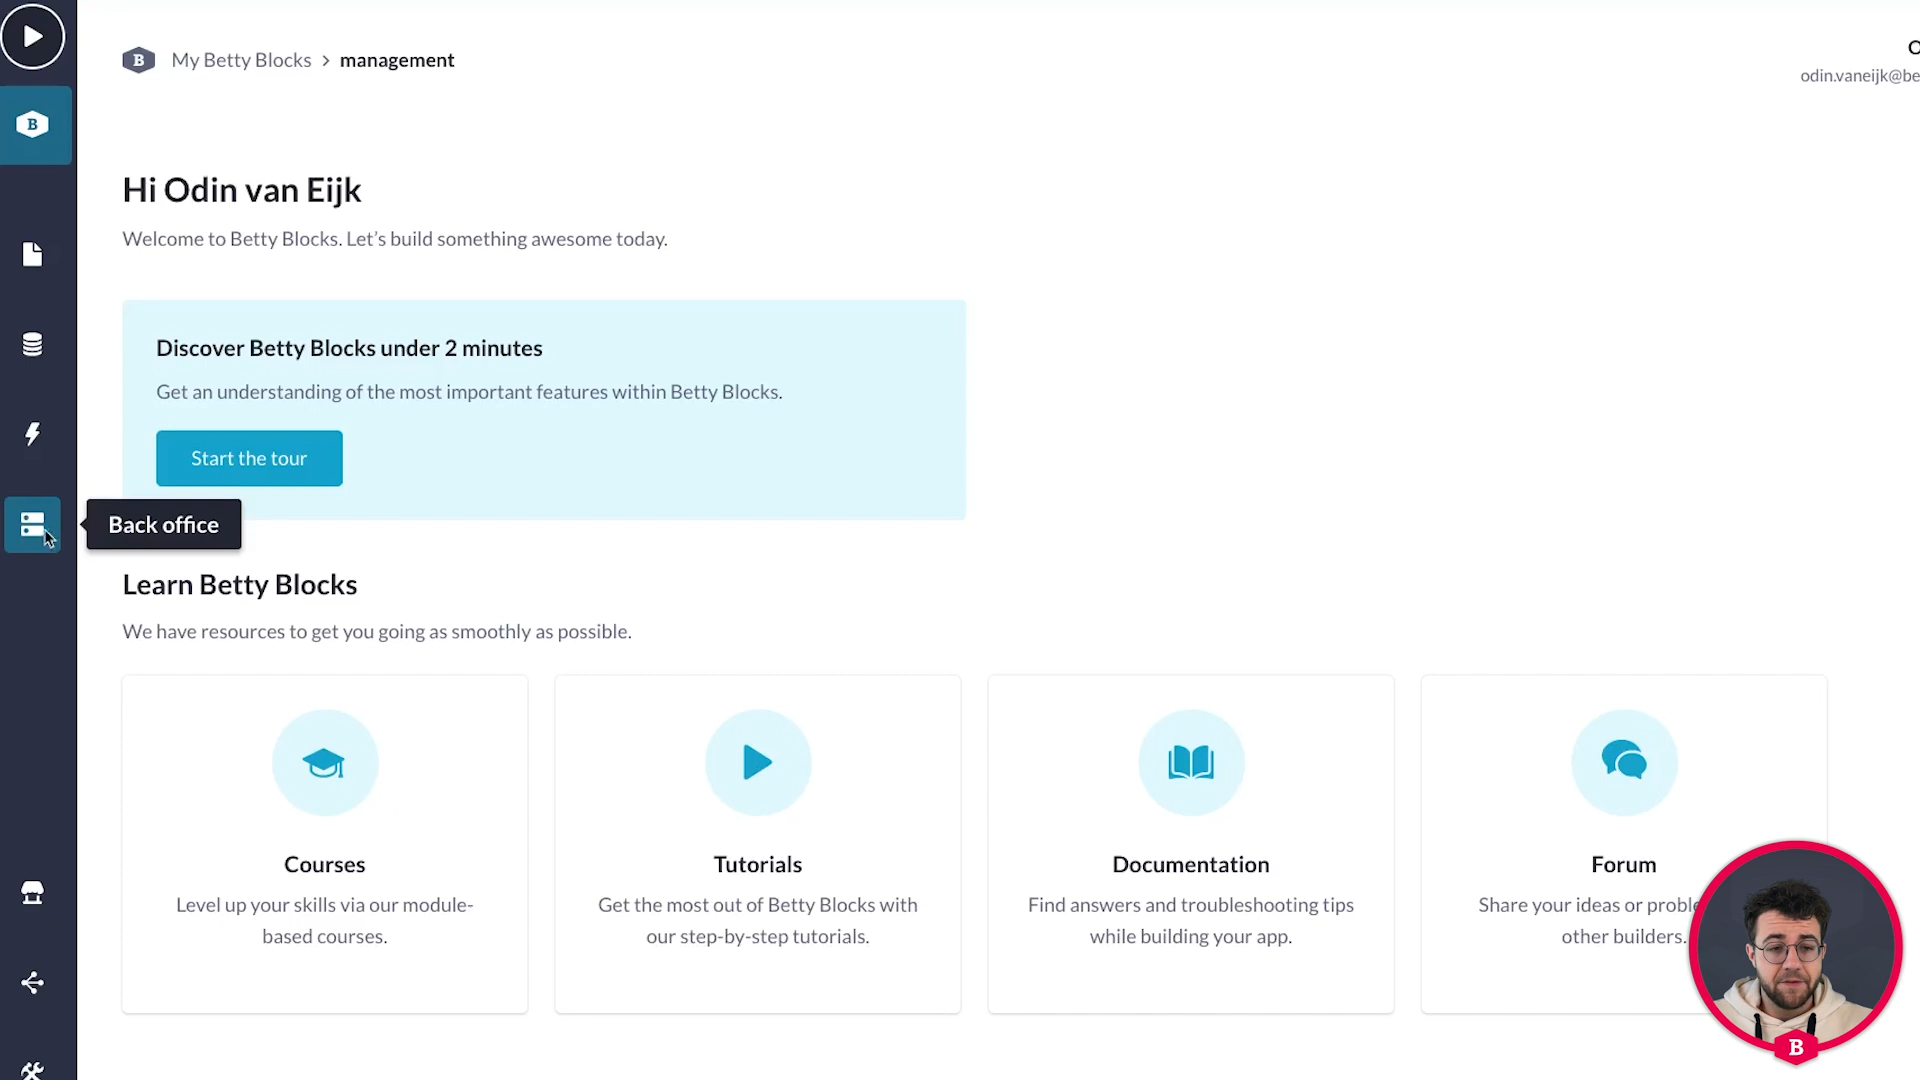 B
My Betty Blocks > management
O
odin.vaneijk@be
B
Hi Odin van Eijk
Welcome to Betty Blocks. Let’s build something awesome today.
Discover Betty Blocks under 2 minutes
Get an understanding of the most important features within Betty Blocks.
Start the tour
Back office
Learn Betty Blocks
We have resources to get you going as smoothly as possible.
Courses
Level up your skills via our module-
based courses.
Tutorials
Get the most out of Betty Blocks with
our step-by-step tutorials.
Documentation
Find answers and troubleshooting tips
while building your app.
Forum
Share your ideas or proble
other builders.
B